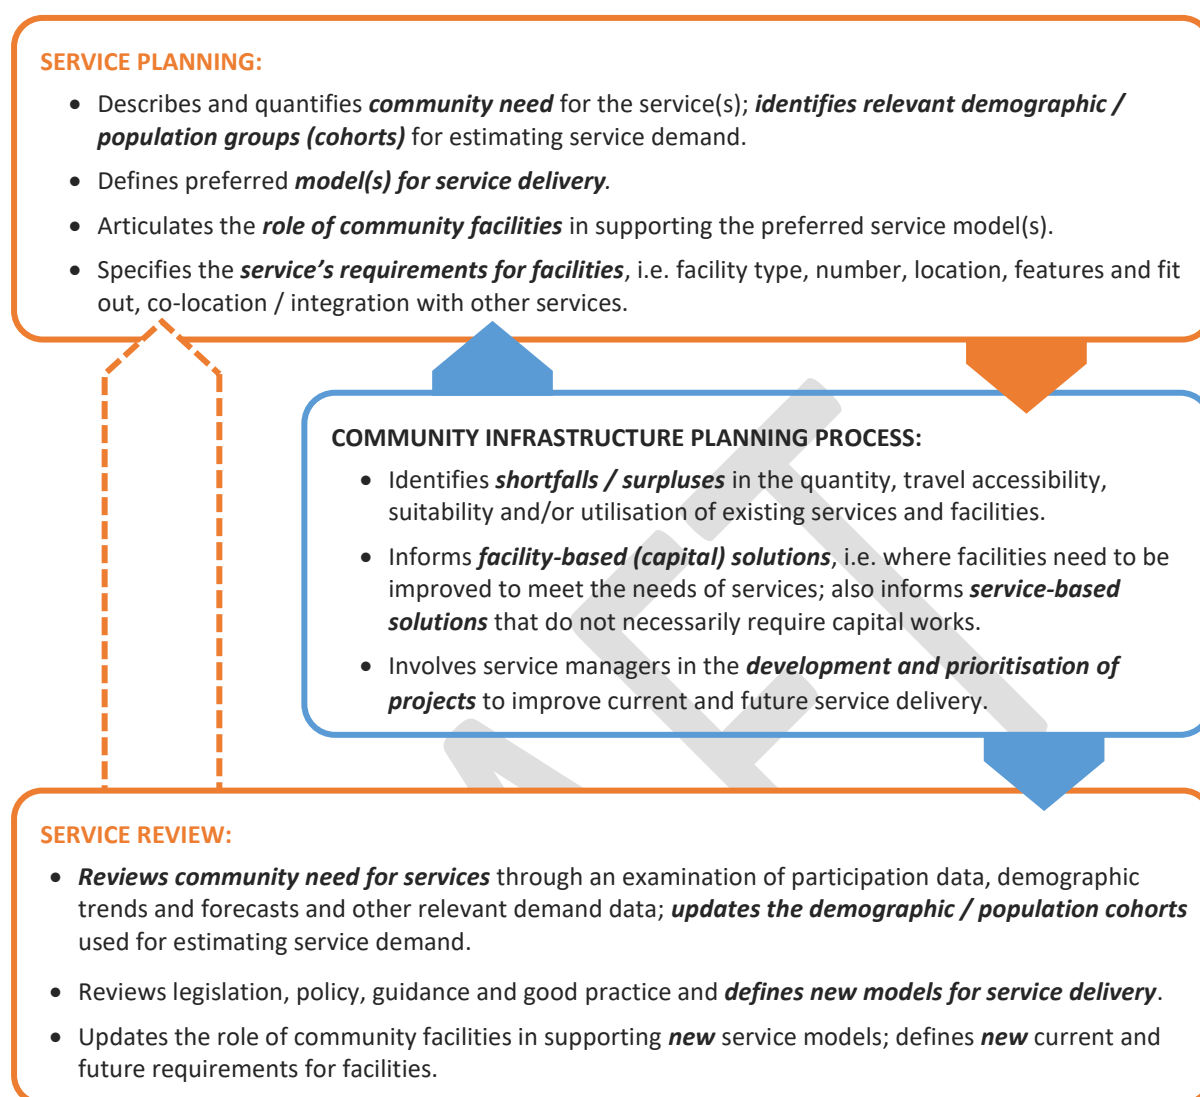 SERVICE PLANNING:
• Describes and quantifies community need for the service(s); identifies relevant demographic /
population groups (cohorts) for estimating service demand.
• Defines preferred model(s) for service delivery.
• Articulates the role of community facilities in supporting the preferred service model(s).
• Specifies the service's requirements for facilities, i.e. facility type, number, location, features and fit
out, co-location / integration with other services.
COMMUNITY INFRASTRUCTURE PLANNING PROCESS:
• Identifies shortfalls / surpluses in the quantity, travel accessibility,
suitability and/or utilisation of existing services and facilities.
• Informs facility-based (capital) solutions, i.e. where facilities need to be
improved to meet the needs of services; also informs service-based
solutions that do not necessarily require capital works.
• Involves service managers in the development and prioritisation of
projects to improve current and future service delivery.
SERVICE REVIEW:
• Reviews community need for services through an examination of participation data, demographic
trends and forecasts and other relevant demand data; updates the demographic / population cohorts
used for estimating service demand.
• Reviews legislation, policy, guidance and good practice and defines new models for service delivery.
• Updates the role of community facilities in supporting new service models; defines new current and
future requirements for facilities.